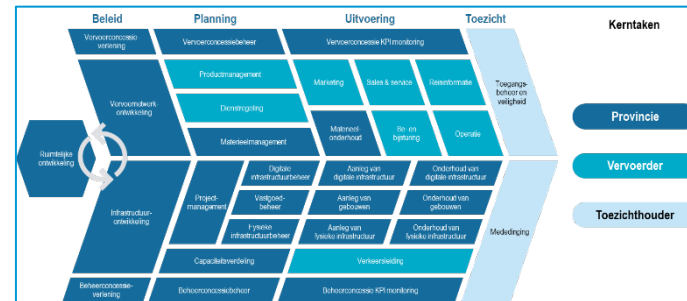 Beleid
Planning
Uitvoering
Toezicht
Kerntaken
Vervoerconcessie
verlening
Vervoerconcessiebeheer
Vervoerconcessie KPI monitoring
Vervoernetwerk-
ontwikkeling
Productmanagement
Marketing
Sales & service
Reisinformatie
Toegangs-
beheer en
veiligheid
Dienstregeling
Materieelmanagement
Materieel-
onderhoud
Be- en
bijsturing
Operatie
Provincie
Ruimtelijke
ontwikkeling
Vervoerder
Infrastructuur-
ontwikkeling
Project-
management
Digitale
infrastructuurbeheer
Aanleg van
digitale infrastructuur
Onderhoud van
digitale infrastructuur
Vastgoed-
beheer
Aanleg van
gebouwen
Onderhoud van
gebouwen
Mededinging
Toezichthouder
Fysieke
infrastructuurbeheer
Aanleg van
fysieke infrastructuur
Onderhoud van
fysieke infrastructuur
Capaciteitsverdeling
Verkeersleiding
Beheerconcessie-
verlening
Beheerconcessiebeheer
Beheerconcessie KPI monitoring